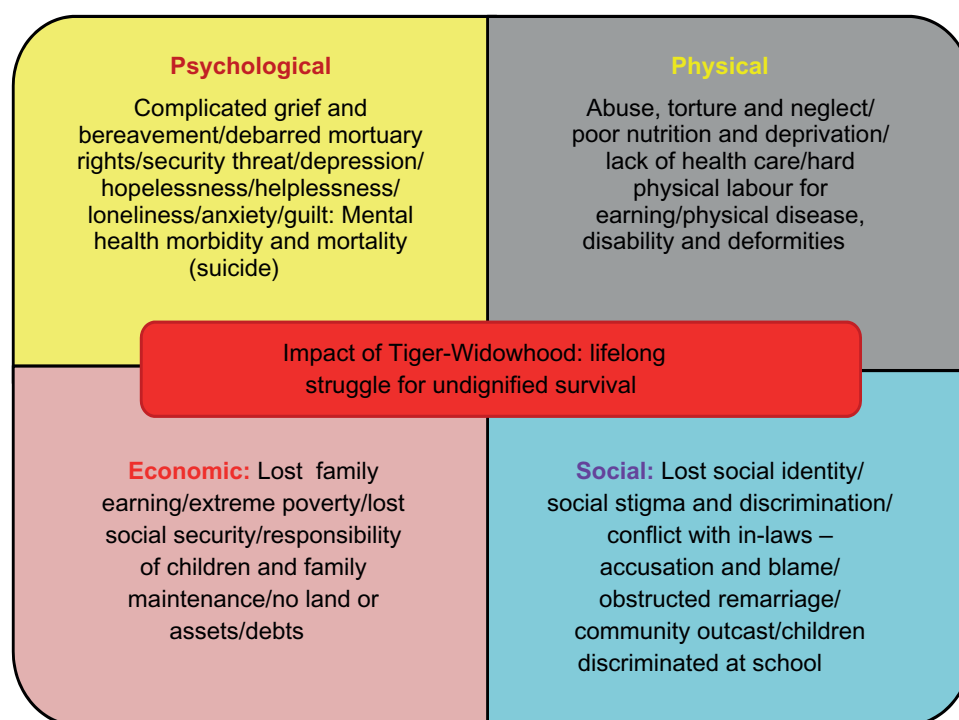 Psychological
Complicated grief and
bereavement/debarred mortuary
rights/security threat/depression/
hopelessness/helplessness/
loneliness/anxiety/guilt: Mental
health morbidity and mortality
(suicide)
Physical
Abuse, torture and neglect/
poor nutrition and deprivation/
lack of health care/hard
physical labour for
earning/physical disease,
disability and deformities
Impact of Tiger-Widowhood: lifelong
struggle for undignified survival
Economic: Lost family
earning/extreme poverty/lost
social security/responsibility
of children and family
maintenance/no land or
assets/debts
Social: Lost social identity/
social stigma and discrimination/
conflict with in-laws –
accusation and blame/
obstructed remarriage/
community outcast/children
discriminated at school